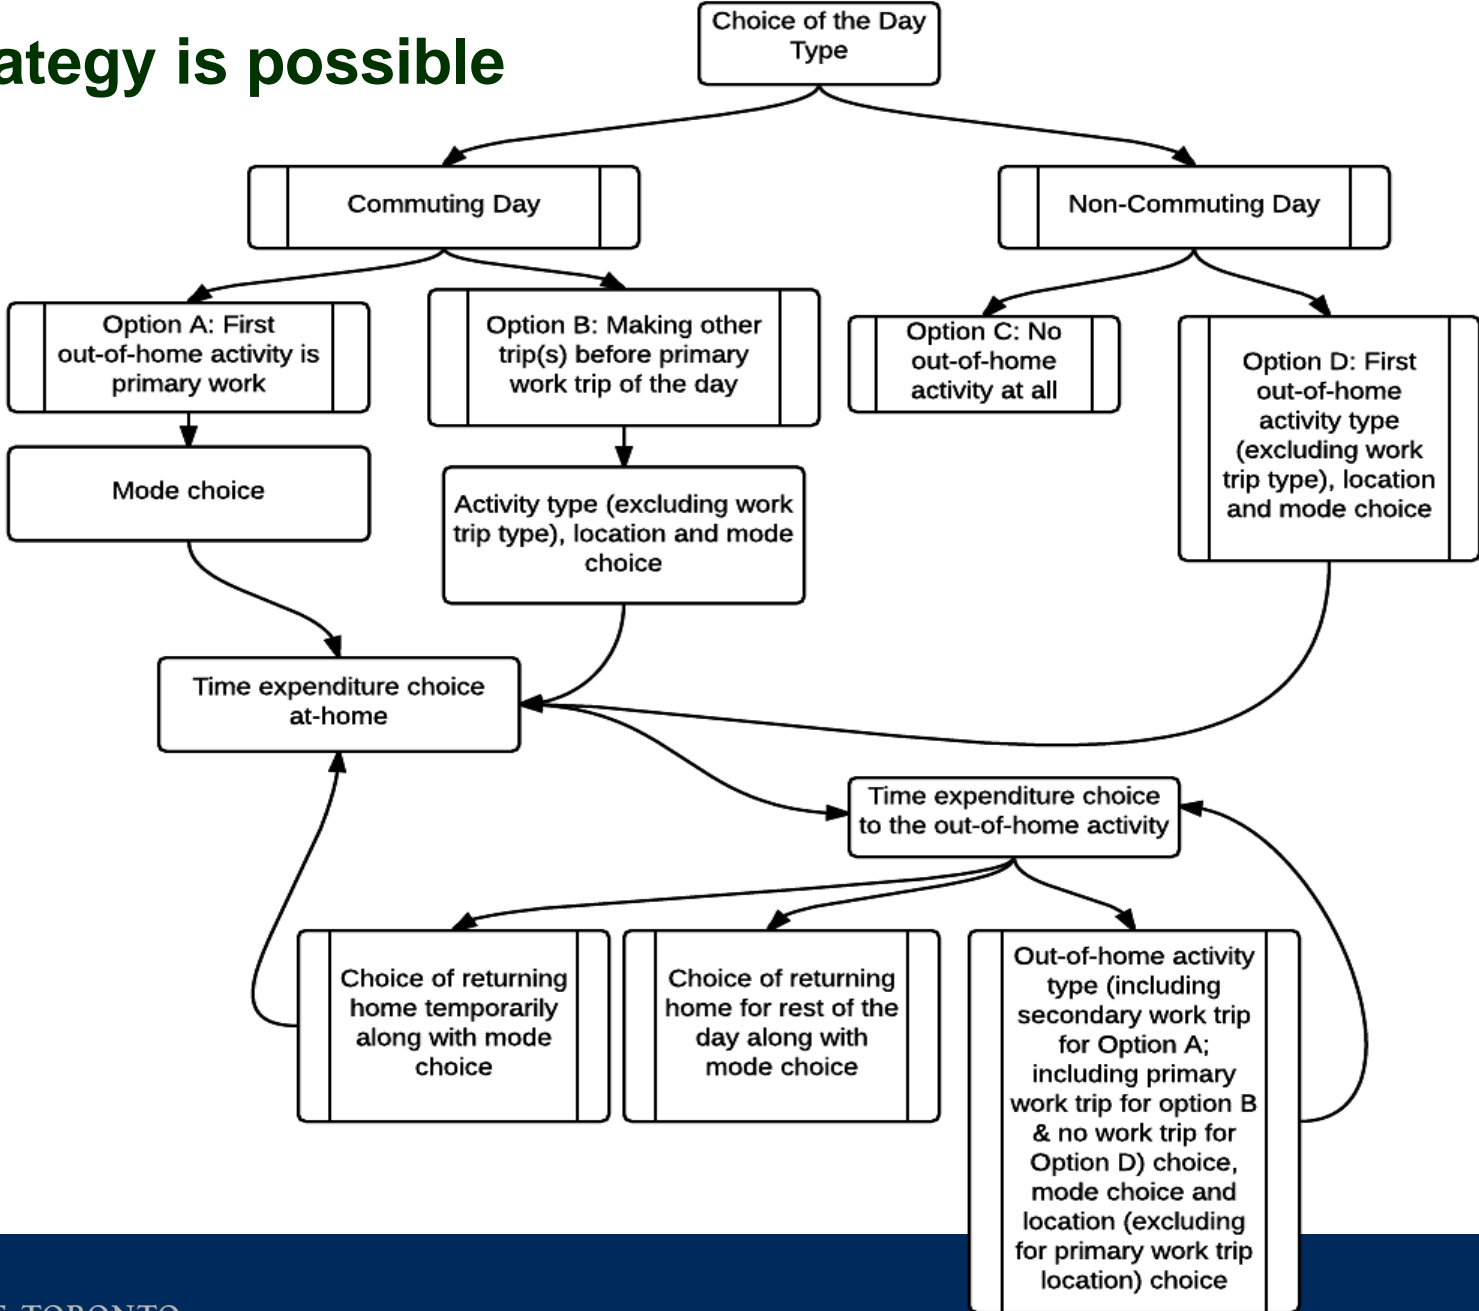 ategy is possible
Choice of the Day
Type
Commuting Day
Non-Commuting Day
Option A: First
out-of-home activity is
primary work
Option B: Making other
trip(s) before primary
work trip of the day
Option C: No
out-of-home
activity at all
Option D: First
out-of-home
activity type
(excluding work
trip type), location
and mode choice
Mode choice
Activity type (excluding work
trip type), location and mode
choice
Time expenditure choice
at-home
Time expenditure choice
to the out-of-home activity
Choice of returning
home temporarily
along with mode
choice
Choice of returning
home for rest of the
day along with
mode choice
Out-of-home activity
type (including
secondary work trip
for Option A;
including primary
work trip for option B
& no work trip for
Option D) choice,
mode choice and
location (excluding
for primary work trip
location) choice
TORONTO